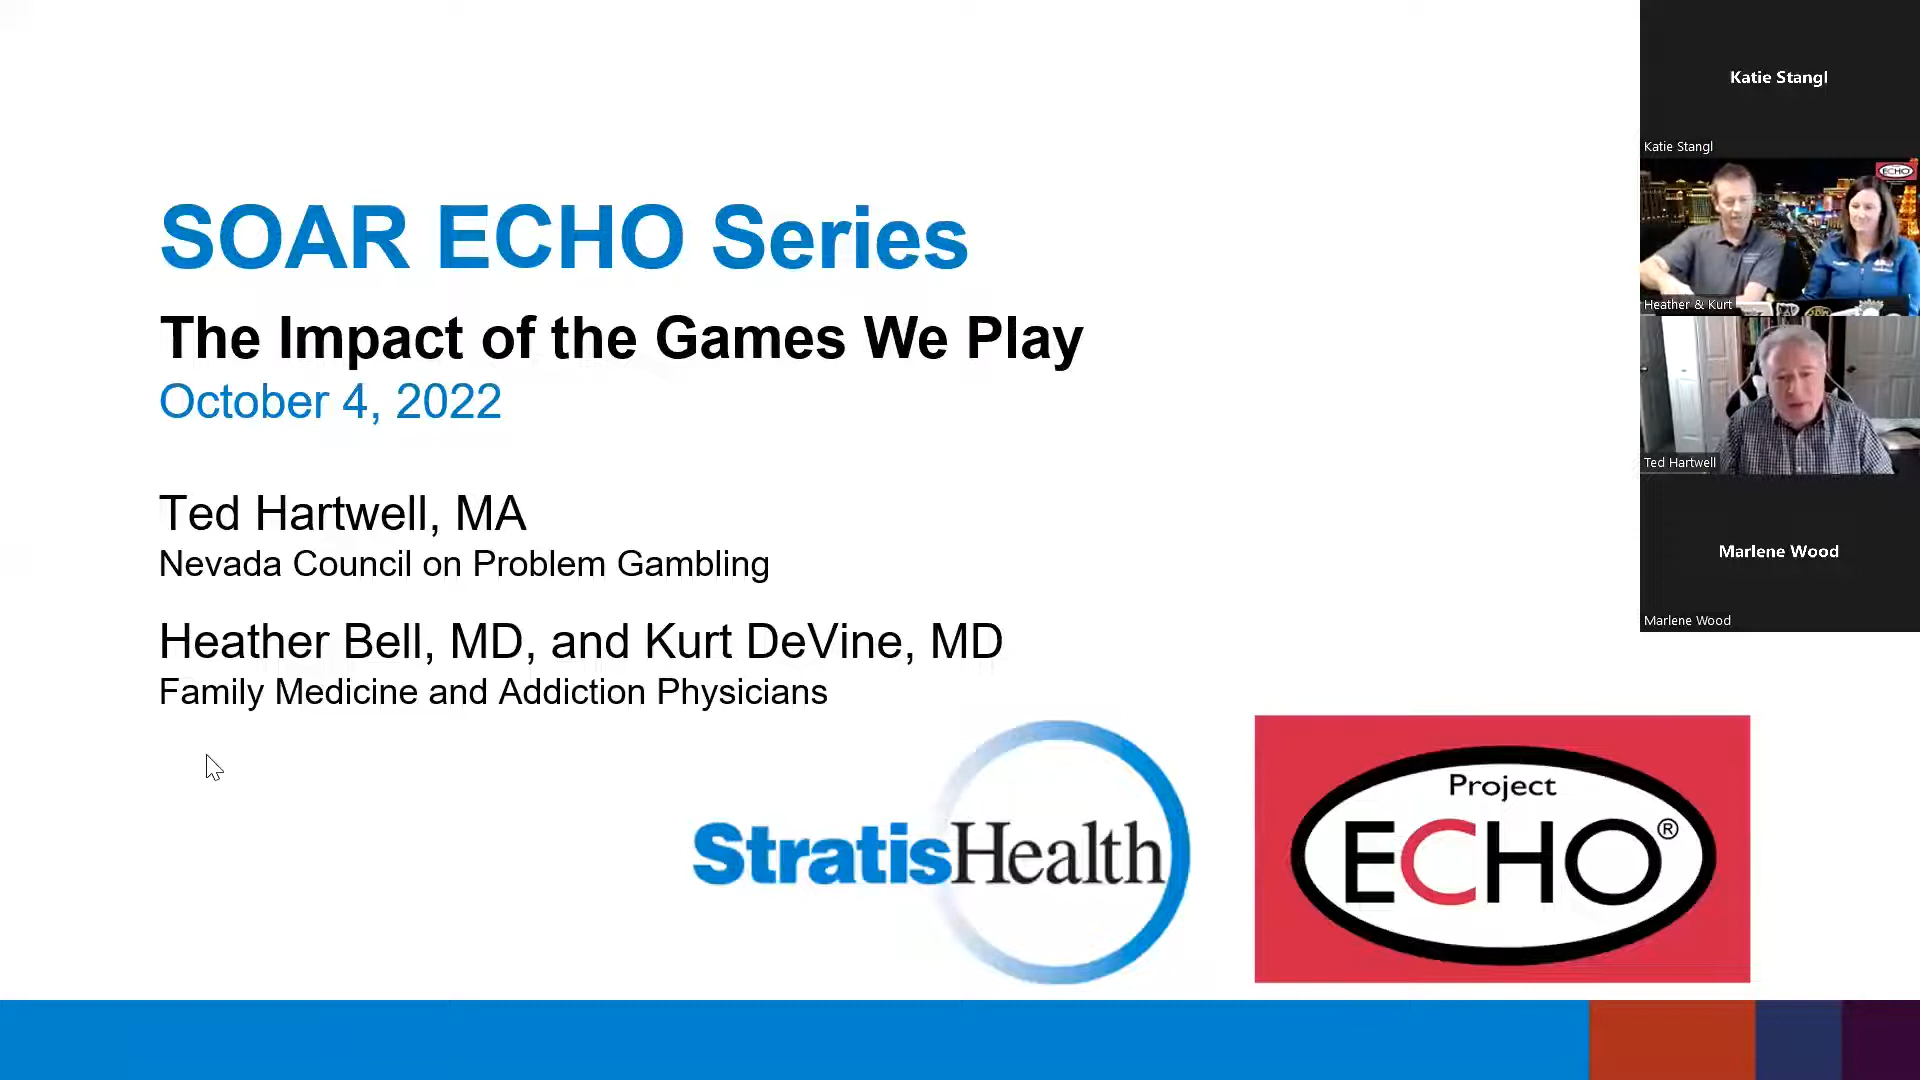 SOAR ECHO Series
The Impact of the Games We Play
October 4, 2022
Ted Hartwell, MA
Nevada Council on Problem Gambling
Heather Bell, MD, and Kurt DeVine, MD
Family Medicine and Addiction Physicians
StratisHealth
Project
ECHO®
Katie Stangl
Katie Stangl
ECHO
Heather & Kurt
Ted Hartwell
Marlene Wood
Marlene Wood